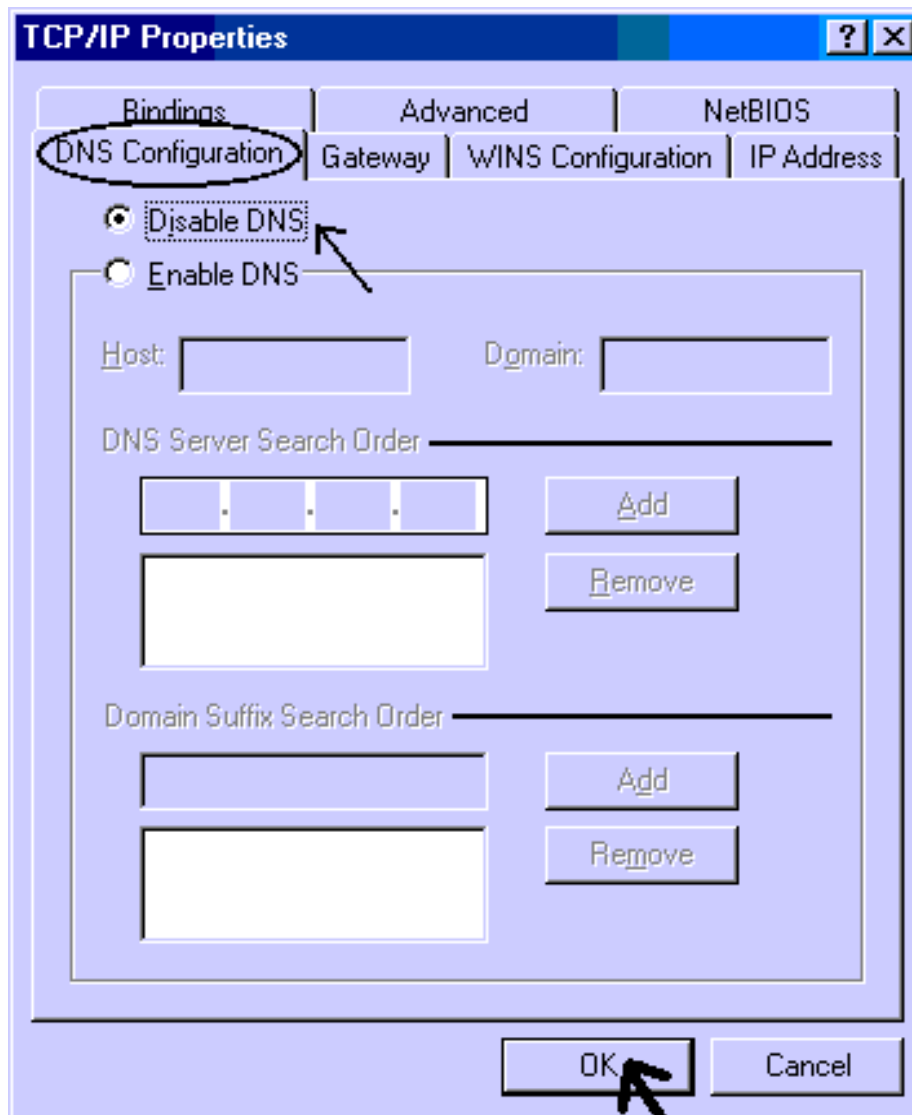 TCP/IP Properties
Bindings Advanced NetBIOS
DNS Configuration Gateway WINS Configuration IP Address
Disable DNS
Enable DNS
Host: Domain:
DNS Server Search Order
. . . Add
Remove
Domain Suffix Search Order
Add
Remove
OK Cancel